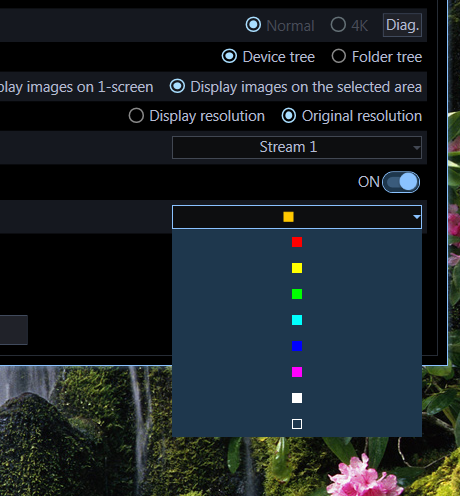 Normal 4K Diag.
Device tree Folder tree
play images on 1-screen Display images on the selected area
Display resolution Original resolution
Stream 1
ON